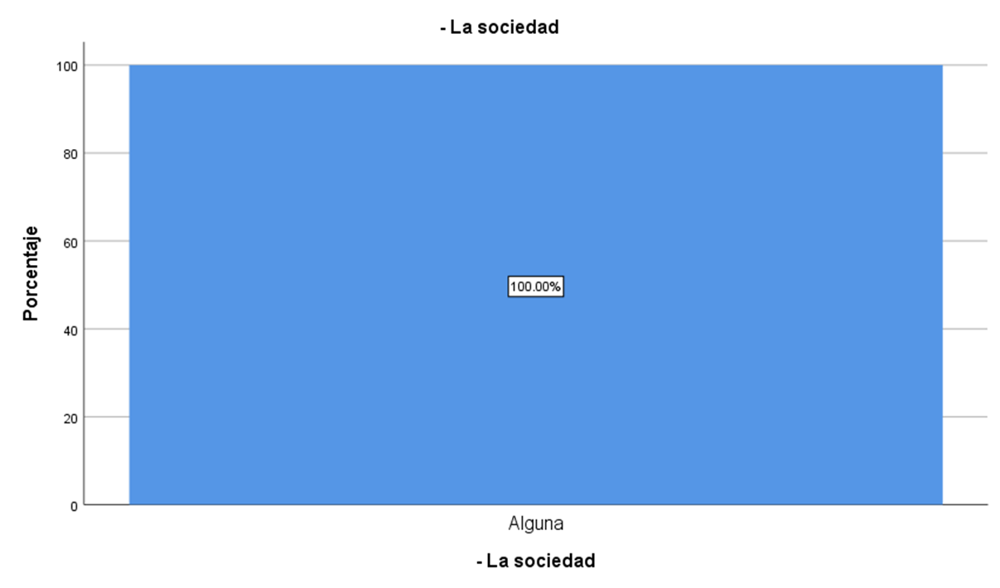 - La sociedad
100
80
60
40
20
0
Porcentaje
100.00%
Alguna
- La sociedad